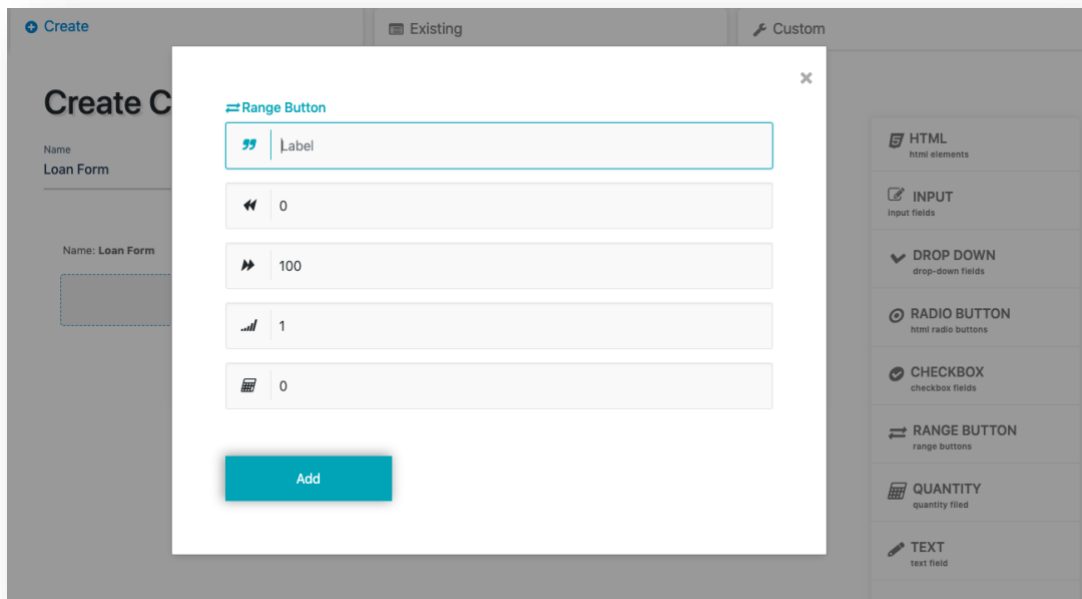 Create
Existing
Custom
Create C
Name
Loan Form
Name: Loan Form
Range Button
Label
0
100
1
0
Add
HTML
html elements
INPUT
input fields
DROP DOWN
drop-down fields
RADIO BUTTON
html radio buttons
CHECKBOX
checkbox fields
RANGE BUTTON
range buttons
QUANTITY
quantity filed
TEXT
text field